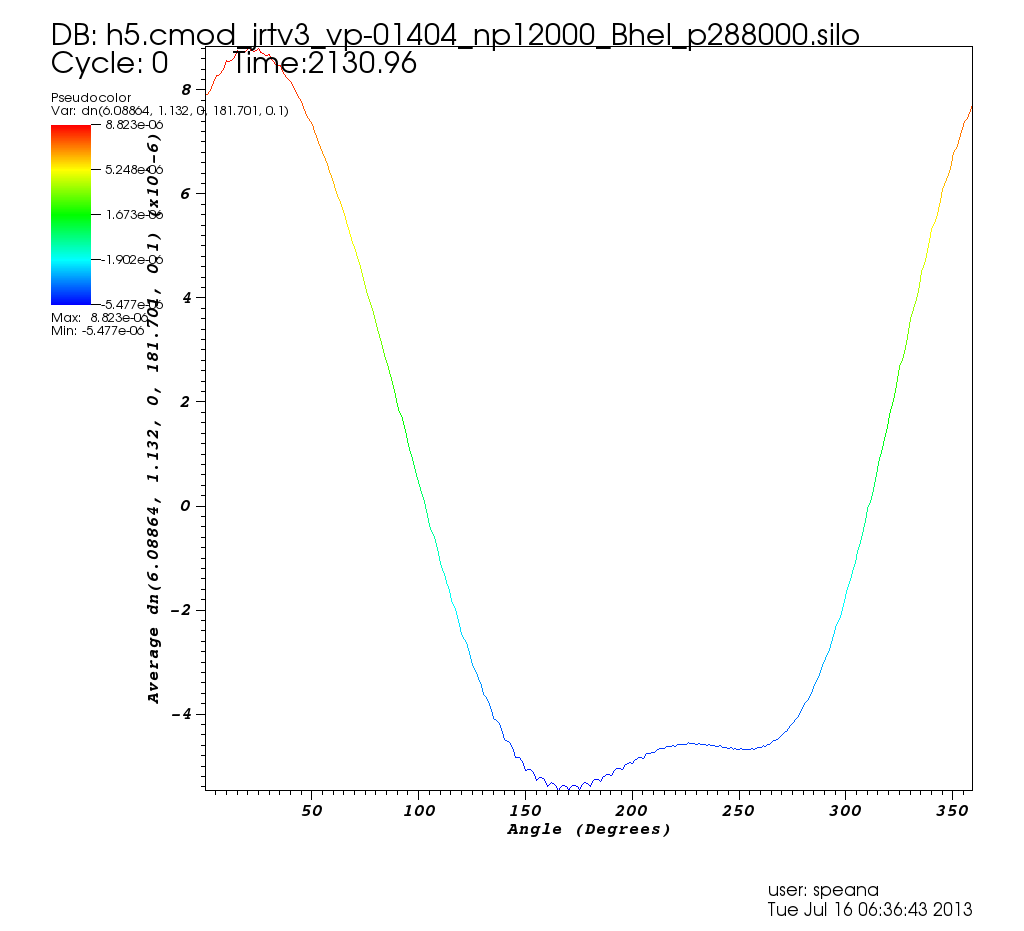 DB: h5.cmod_jrtv3_vp-01404_np12000_Bhel_p288000.silo
Cycle: 0 Time:2130.96
Pseudocolor
Var: dn(6.08864, 1.132, 0, 181.701, 0.1)
8.823e-06
5.248e-06
1.673e-06
-1.902e-06
-5.477e-06
Max: 8.823e-06
Min: -5.477e-06
Average dn(6.08864, 1.132, 0, 181.701, 0.1) (x10^-6)
8
6
4
2
0
-2
-4
50 100 150 200 250 300 350
Angle (Degrees)
user: speana
Tue Jul 16 06:36:43 2013